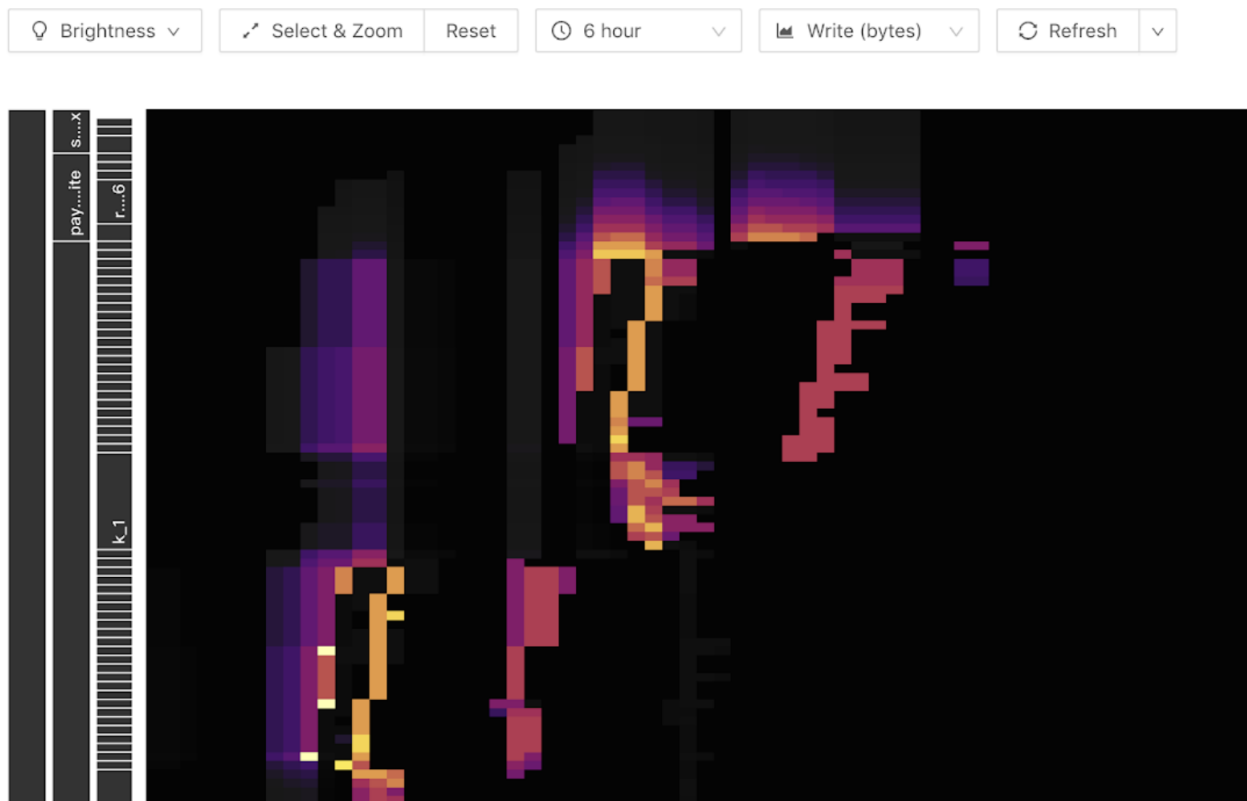 Brightness
Select & Zoom
Reset
6 hour
Write (bytes)
Refresh
s....x
pay....ite
r....6
k_1